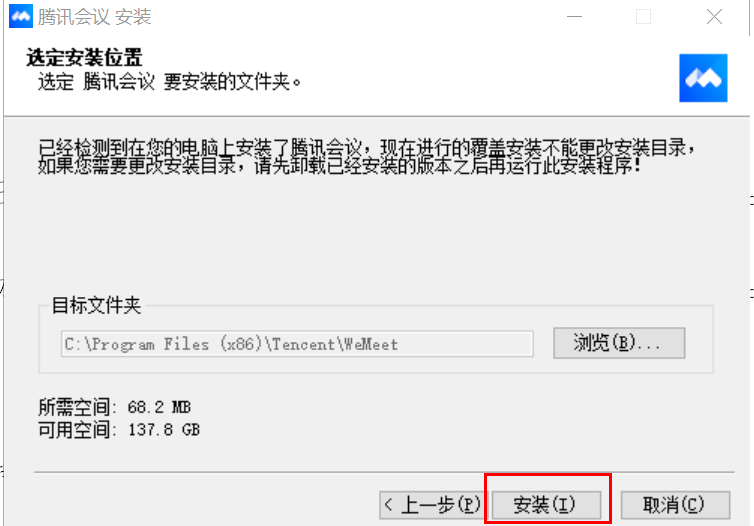 腾讯会议 安装
选定安装位置
选定 腾讯会议 要安装的文件夹。
已经检测到在您的电脑上安装了腾讯会议，现在进行的覆盖安装不能更改安装目录，
如果您需要更改安装目录，请先卸载已经安装的版本之后再运行此安装程序！
目标文件夹
C:\Program Files (x86)\Tencent\WeMeet
浏览(B)...
所需空间: 68.2 MB
可用空间: 137.8 GB
< 上一步(P)
安装(I)
取消(C)